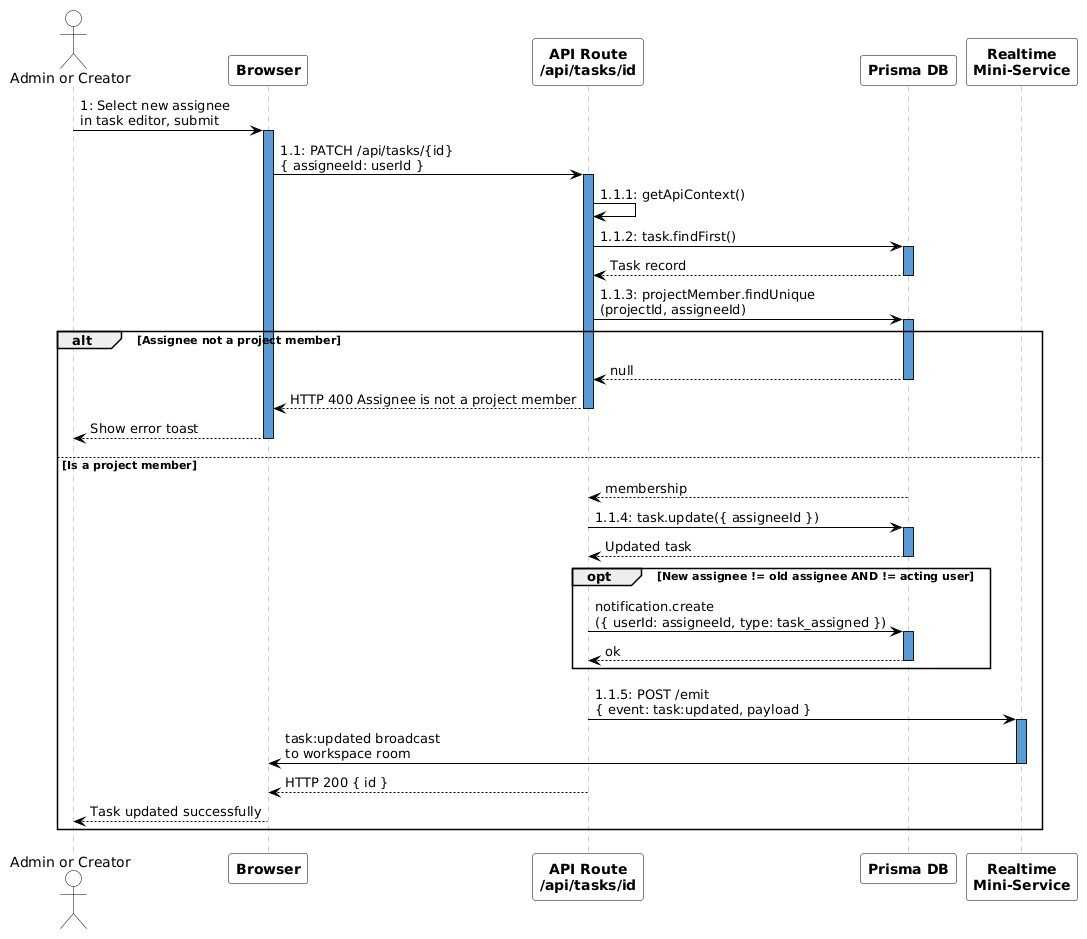 Admin or Creator
Browser
API Route
/api/tasks/id
Prisma DB
Realtime
Mini-Service
1: Select new assignee
in task editor, submit
1.1: PATCH /api/tasks/{id}
{ assigneeId: userId }
1.1.1: getApiContext()
1.1.2: task.findFirst()
Task record
1.1.3: projectMember.findUnique
(projectId, assigneeId)
alt
[Assignee not a project member]
null
HTTP 400 Assignee is not a project member
Show error toast
[Is a project member]
membership
1.1.4: task.update({ assigneeId })
Updated task
opt
[New assignee != old assignee AND != acting user]
notification.create
({ userId: assigneeId, type: task_assigned })
ok
1.1.5: POST /emit
{ event: task:updated, payload }
task:updated broadcast
to workspace room
HTTP 200 { id }
Task updated successfully
Admin or Creator
Browser
API Route
/api/tasks/id
Prisma DB
Realtime
Mini-Service